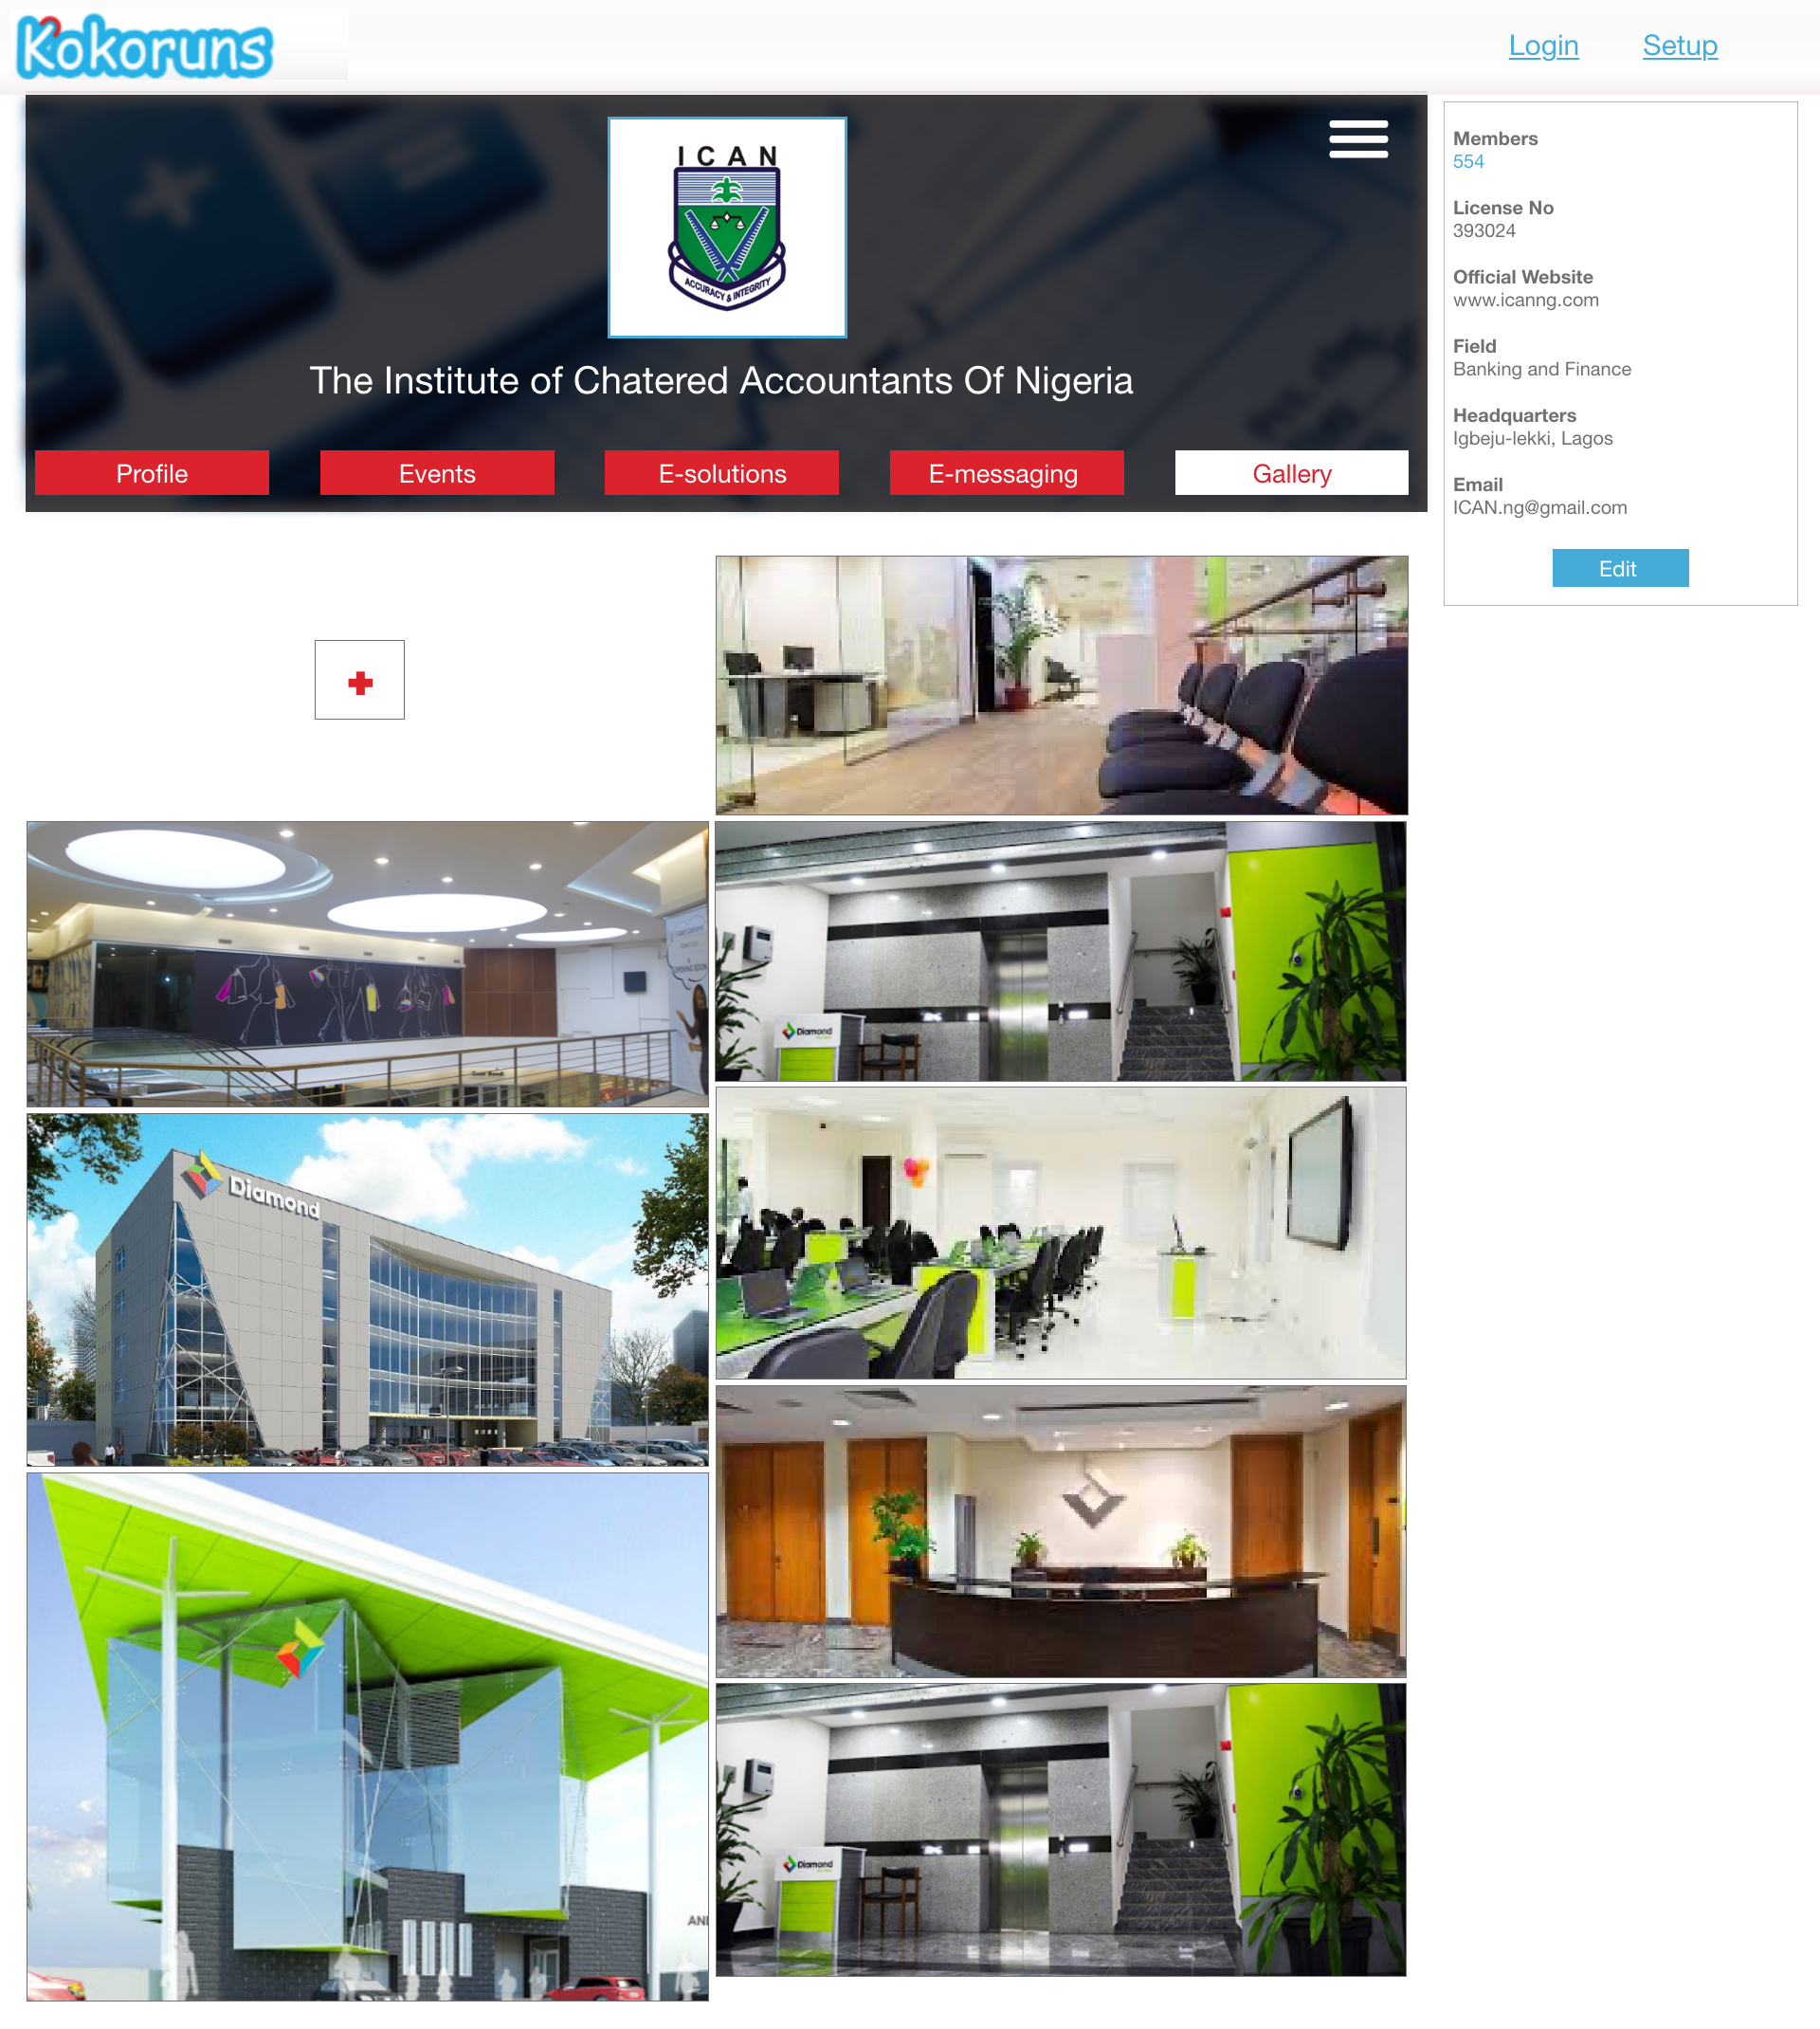 Kokoruns
Login
Setup
ICAN
ACCURACY & INTEGRITY
The Institute of Chatered Accountants Of Nigeria
Profile
Events
E-solutions
E-messaging
Gallery
Members
554
License No
393024
Official Website
www.icanng.com
Field
Banking and Finance
Headquarters
Igbeju-lekki, Lagos
Email
ICAN.ng@gmail.com
Edit
OPENING SOON
Diamond
Diamond
Diamond